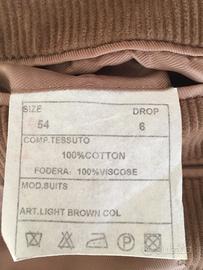 SIZE DROP
54 6
COMP.TESSUTO
100%COTTON
FODERA: 100%VISCOSE
MOD.SUITS
ART.LIGHT BROWN COL